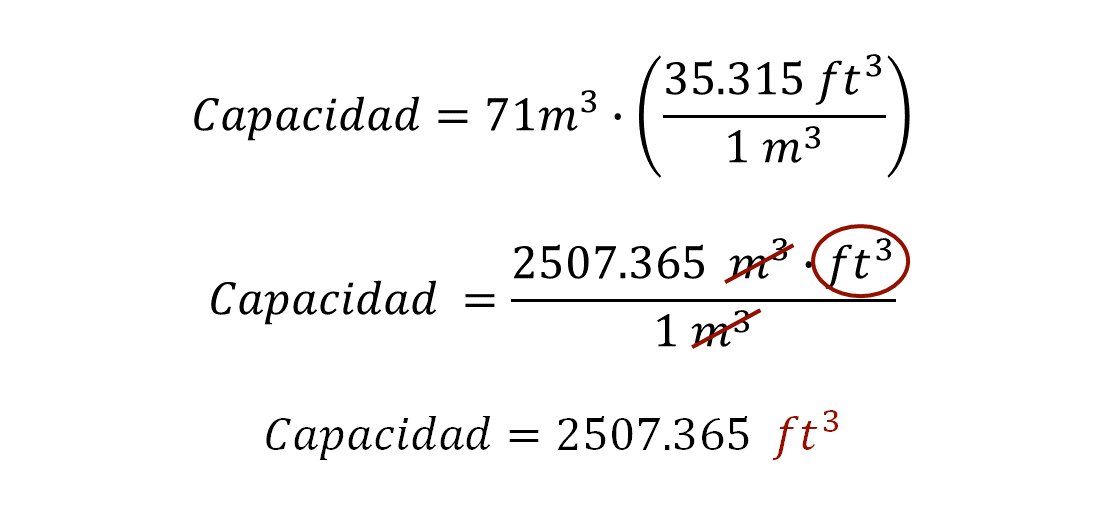 Capacidad = 71m³ · (35.315 ft³ / 1 m³)
Capacidad = 2507.365 m³ · ft³ / 1 m³
Capacidad = 2507.365 ft³